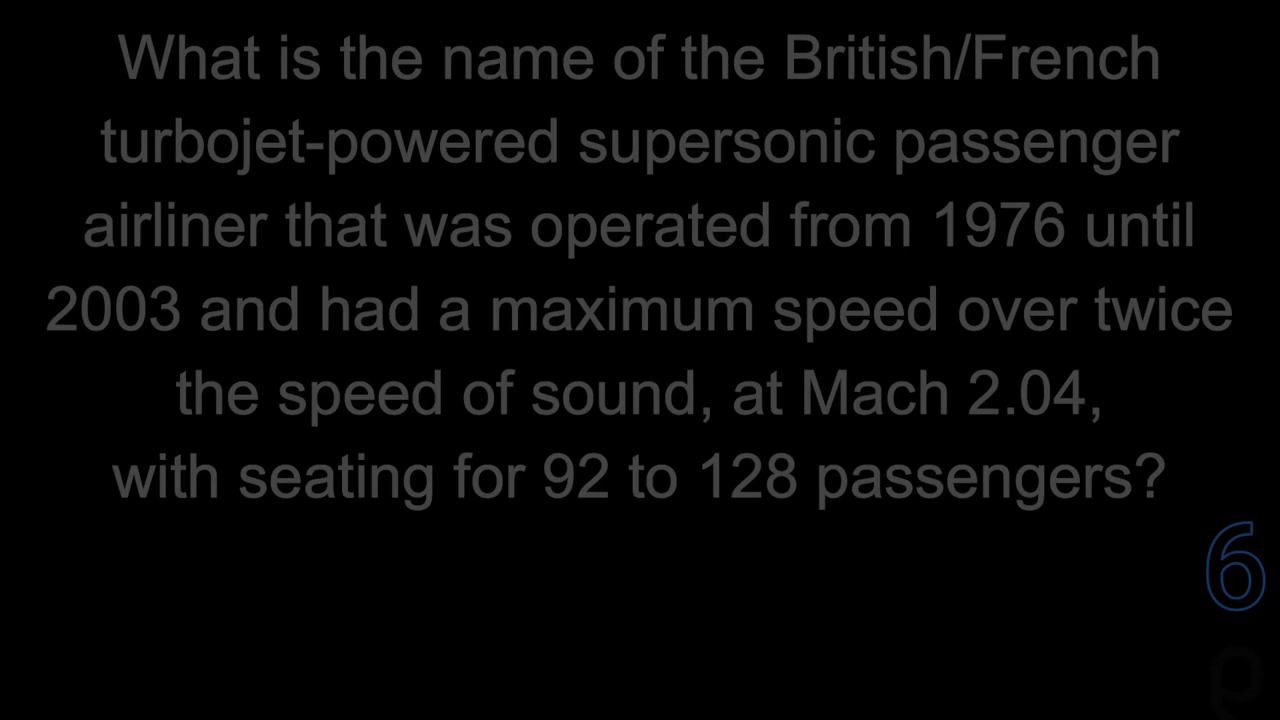 What is the name of the British/French
turbojet-powered supersonic passenger
airliner that was operated from 1976 until
2003 and had a maximum speed over twice
the speed of sound, at Mach 2.04,
with seating for 92 to 128 passengers?
6